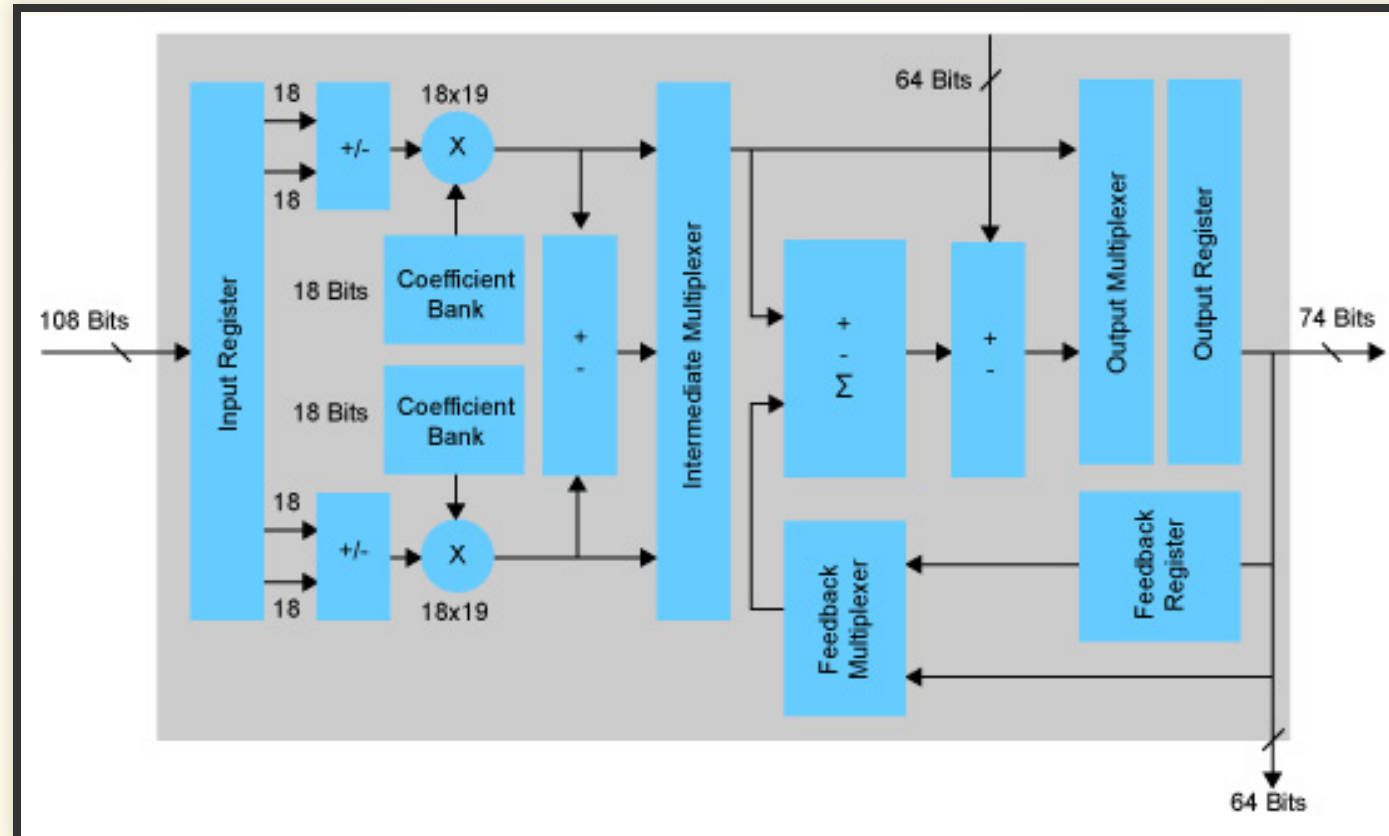 64 Bits
18
18x19
+/-
X
18
108 Bits
Input Register
18 Bits
Coefficient
Bank
18 Bits
Coefficient
Bank
+
-
Intermediate Multiplexer
+
-
Σ
+
-
Output Multiplexer
Output Register
74 Bits
18
+/-
X
18
18x19
Feedback
Multiplexer
Feedback
Register
64 Bits